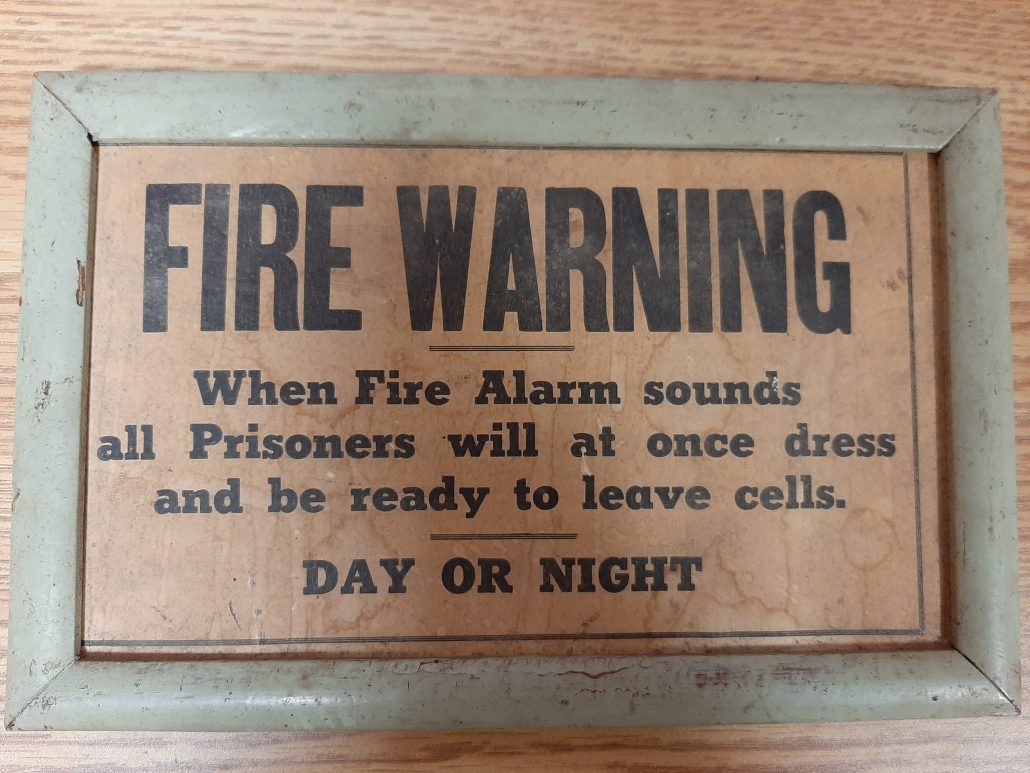 FIRE WARNING
When Fire Alarm sounds
all Prisoners will at once dress
and be ready to leave cells.
DAY OR NIGHT